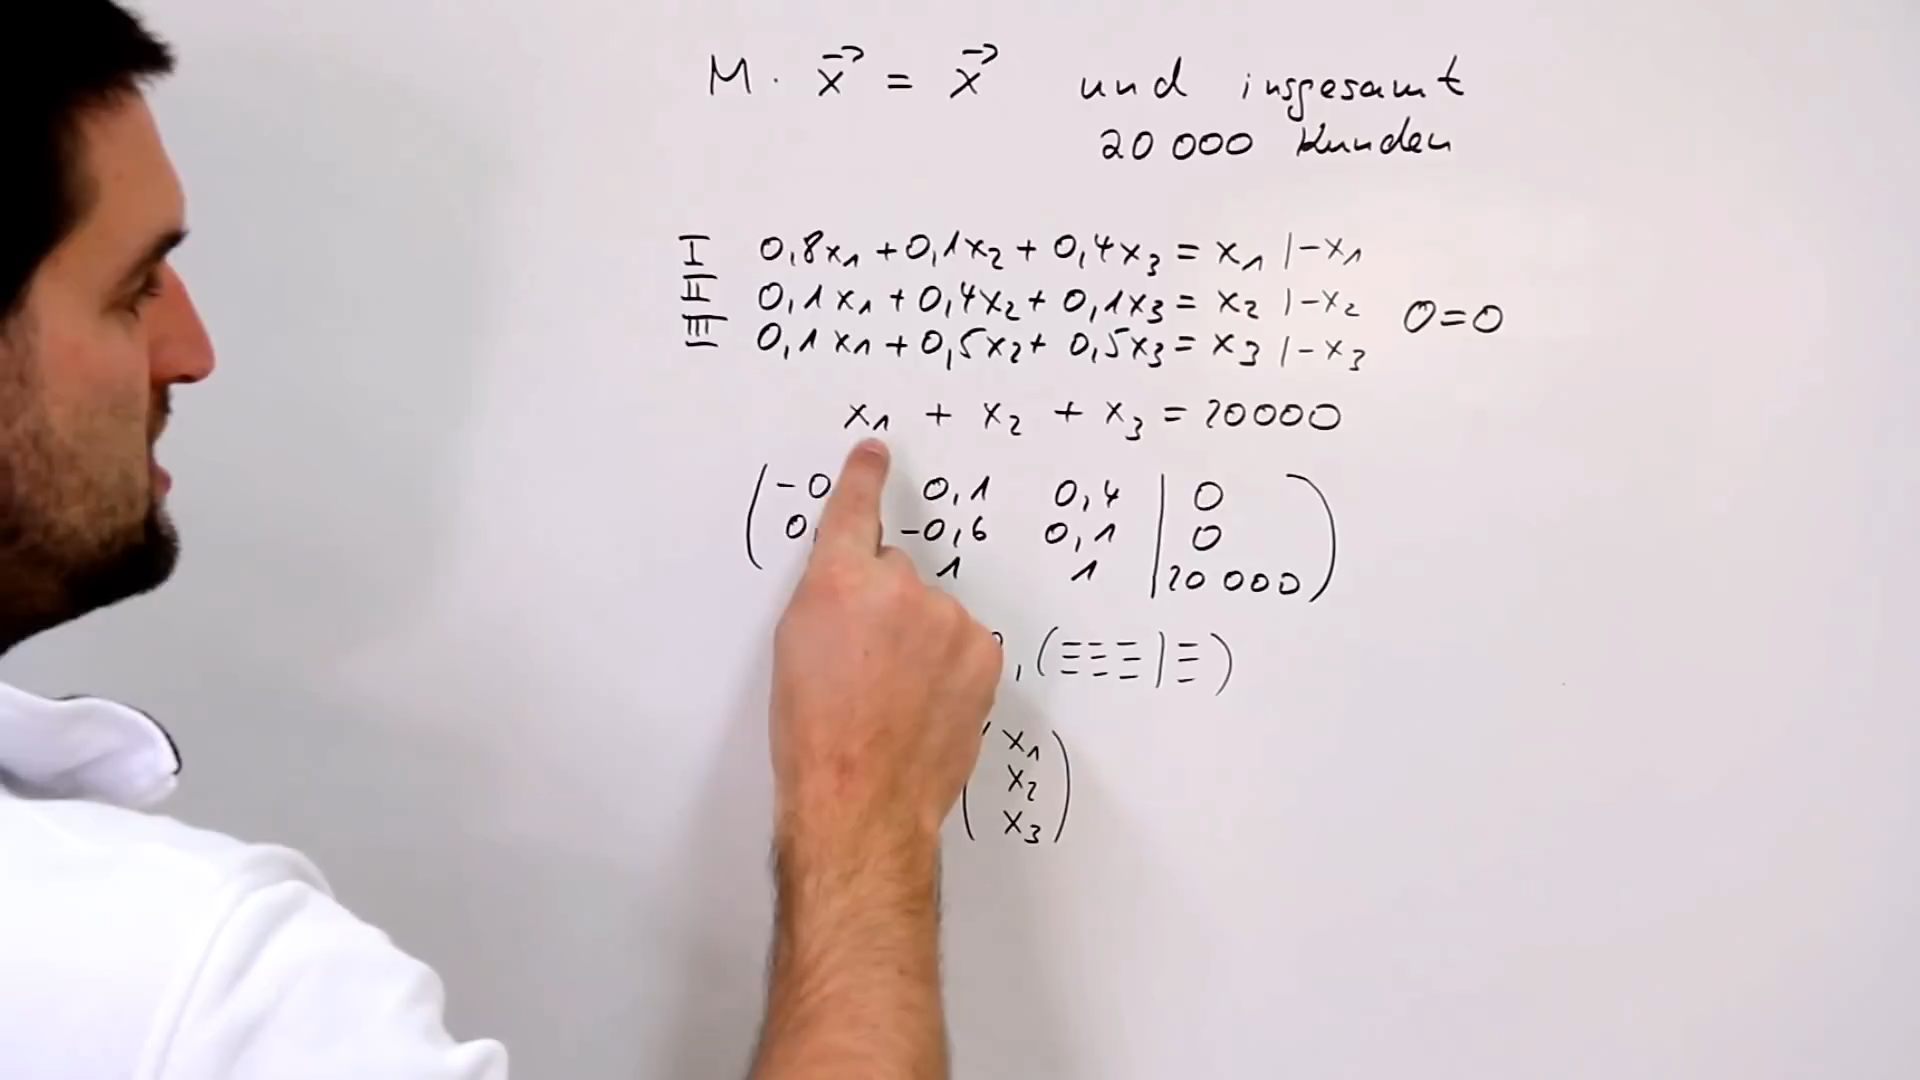 M · x⃗ = x⃗ und insgesamt
20 000 Kunden
I 0,8x₁ + 0,1x₂ + 0,4x₃ = x₁ |-x₁
II 0,1x₁ + 0,4x₂ + 0,1x₃ = x₂ |-x₂
0=0
III 0,1x₁ + 0,5x₂ + 0,5x₃ = x₃ |-x₃
x₁ + x₂ + x₃ = 20000
-0 0,1 0,4 | 0
0, -0,6 0,1 | 0
1 1 | 20 000
, (≡ ≡ ≡ | ≡)
x₁
x₂
x₃